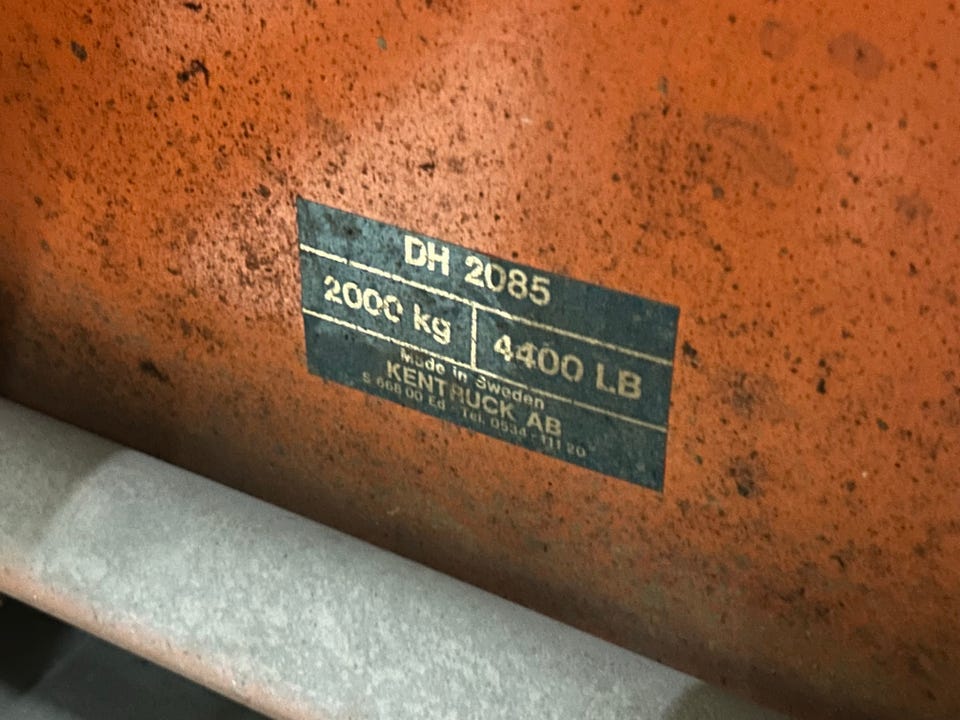 DH 2085
2000 kg 4400 LB
Made in Sweden
KENTRUCK AB
S 668 00 Ed - Tel. 0534 - 111 20